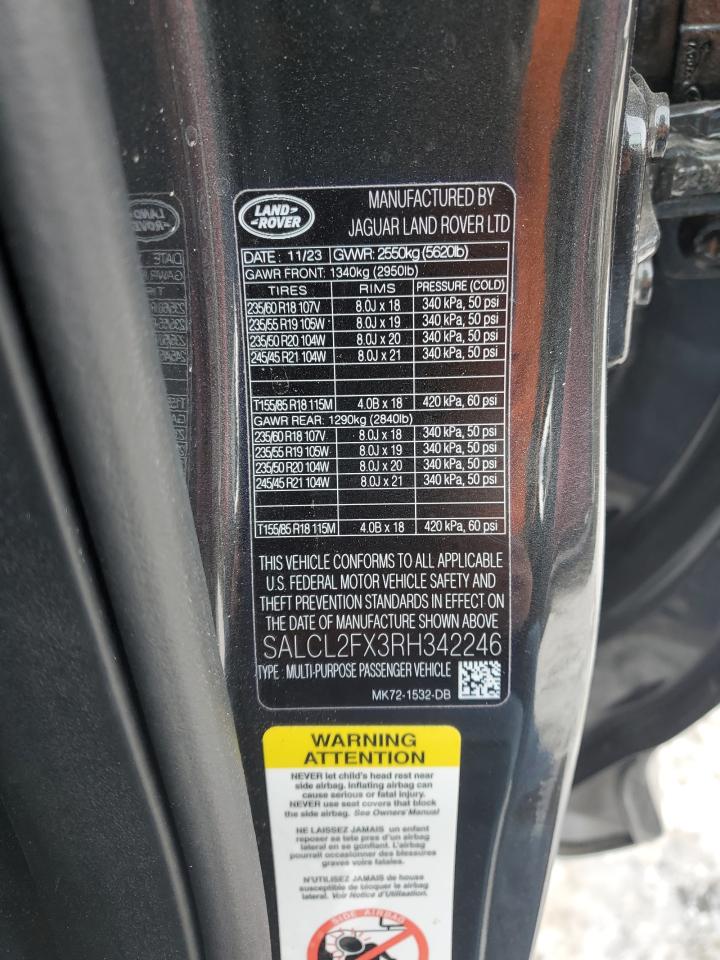 LAND-
ROVER
MANUFACTURED BY
JAGUAR LAND ROVER LTD
DATE : 11/23 GVWR: 2550kg (5620lb)
GAWR FRONT: 1340kg (2950lb)
TIRES RIMS PRESSURE (COLD)
235/60 R18 107V 8.0J x 18 340 kPa, 50 psi
235/55 R19 105W 8.0J x 19 340 kPa, 50 psi
235/50 R20 104W 8.0J x 20 340 kPa, 50 psi
245/45 R21 104W 8.0J x 21 340 kPa, 50 psi
T155/85 R18 115M 4.0B x 18 420 kPa, 60 psi
GAWR REAR: 1290kg (2840lb)
235/60 R18 107V 8.0J x 18 340 kPa, 50 psi
235/55 R19 105W 8.0J x 19 340 kPa, 50 psi
235/50 R20 104W 8.0J x 20 340 kPa, 50 psi
245/45 R21 104W 8.0J x 21 340 kPa, 50 psi
T155/85 R18 115M 4.0B x 18 420 kPa, 60 psi
THIS VEHICLE CONFORMS TO ALL APPLICABLE
U.S. FEDERAL MOTOR VEHICLE SAFETY AND
THEFT PREVENTION STANDARDS IN EFFECT ON
THE DATE OF MANUFACTURE SHOWN ABOVE
SALCL2FX3RH342246
TYPE : MULTI-PURPOSE PASSENGER VEHICLE
MK72-1532-DB
WARNING
ATTENTION
NEVER let child's head rest near
side airbag. Inflating airbag can
cause serious or fatal injury.
NEVER use seat covers that block
the side airbag. See Owners' Manual
NE LAISSEZ JAMAIS un enfant
reposer sa tete pres d'un airbag
lateral en se gonflant. L'airbag
pourrait occasionner des blessures
graves voire fatales.
N'UTILISEZ JAMAIS de house
susceptible de bloquer le airbag
lateral. Voir Notice d'Utilisation.
SIDE AIRBAG